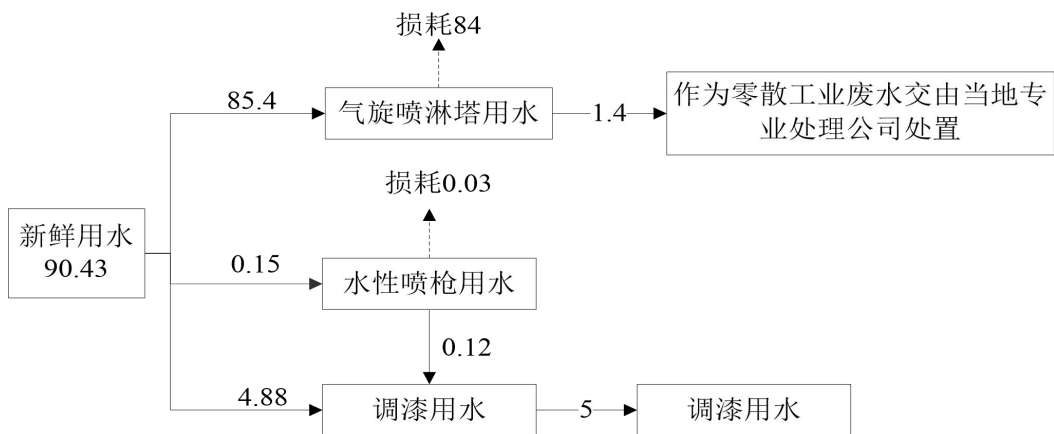 损耗84
85.4
气旋喷淋塔用水
1.4
作为零散工业废水交由当地专
业处理公司处置
损耗0.03
新鲜用水
90.43
0.15
水性喷枪用水
0.12
4.88
调漆用水
5
调漆用水